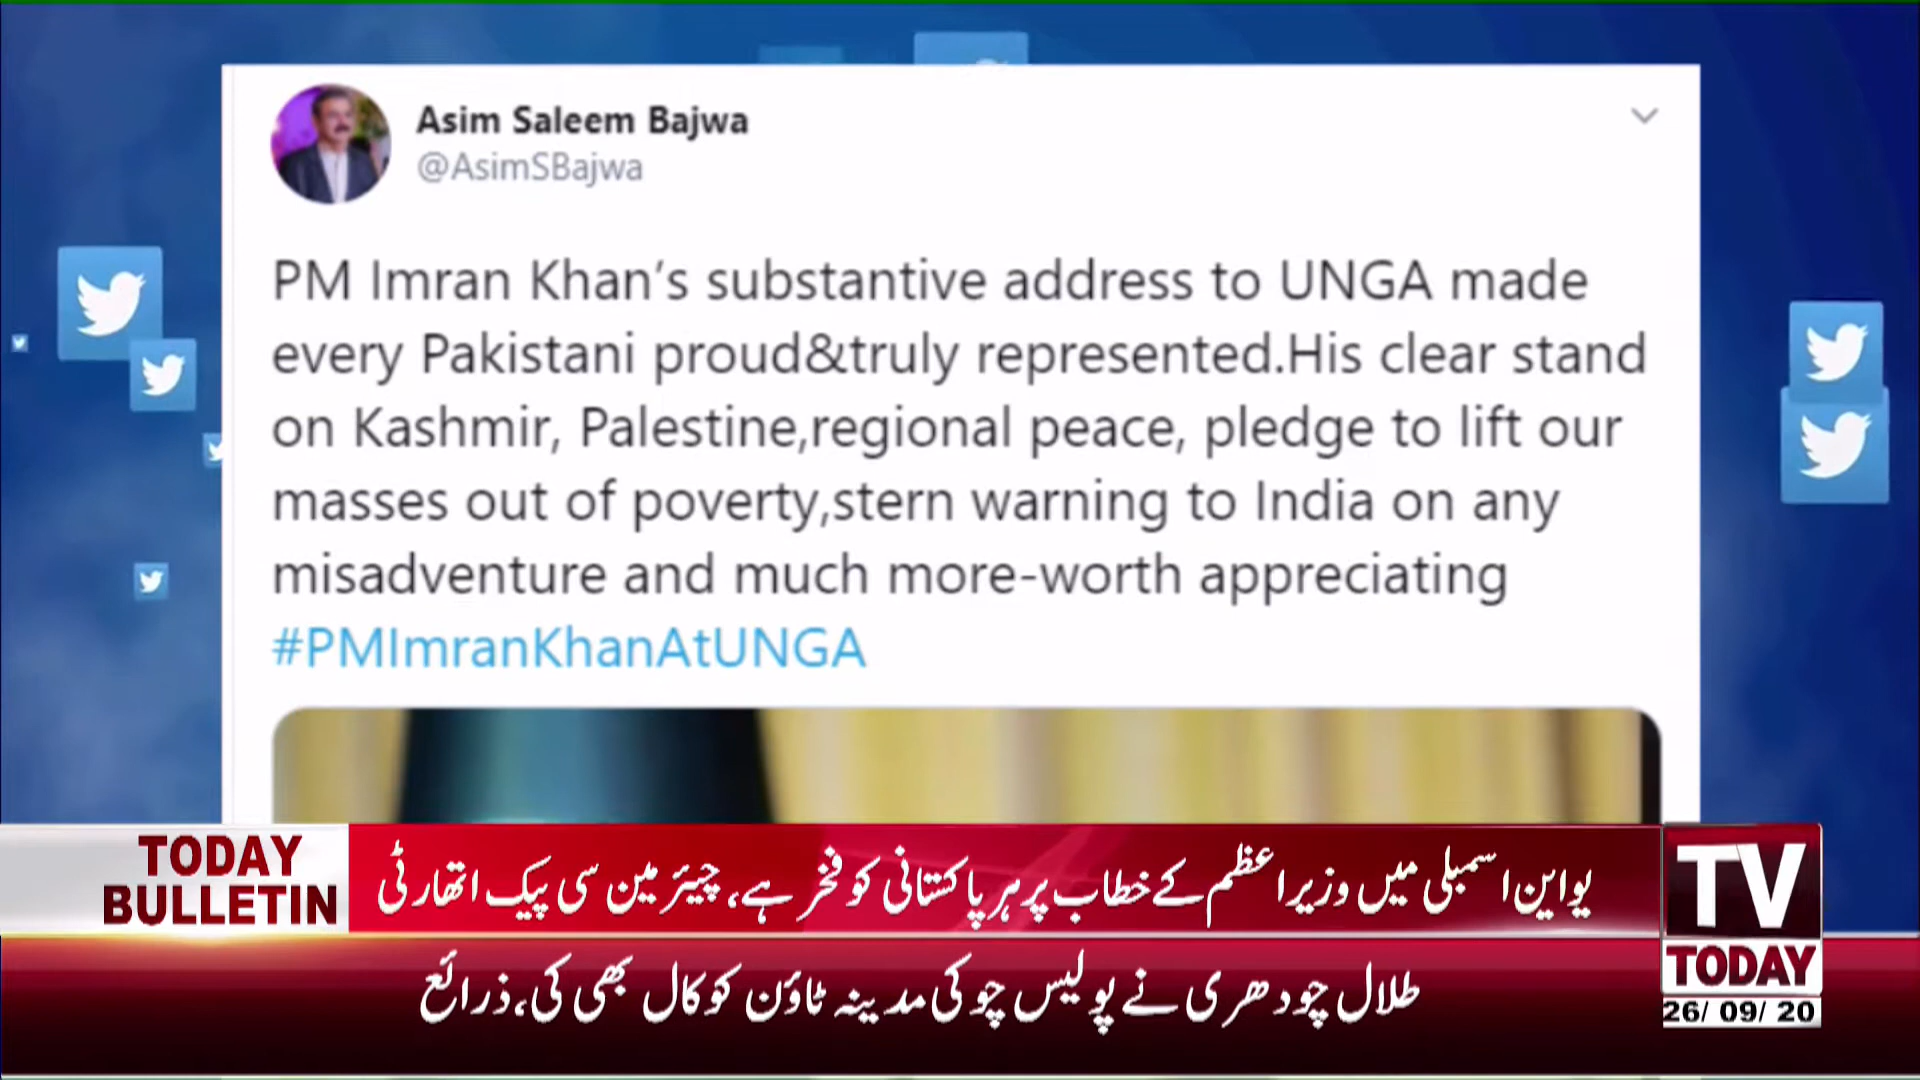 Asim Saleem Bajwa
@AsimSBajwa
PM Imran Khan's substantive address to UNGA made
every Pakistani proud&truly represented.His clear stand
on Kashmir, Palestine,regional peace, pledge to lift our
masses out of poverty,stern warning to India on any
misadventure and much more-worth appreciating
#PMImranKhanAtUNGA
TODAY
BULLETIN
یواین اسمبلی میں وزیراعظم کے خطاب پر ہر پاکستانی کو فخر ہے، چیئرمین سی پیک اتھارٹی
طلال چودھری نے پولیس چوکی مدینہ ٹاؤن کو کال بھی کی، ذرائع
TV
TODAY
26/ 09/ 20